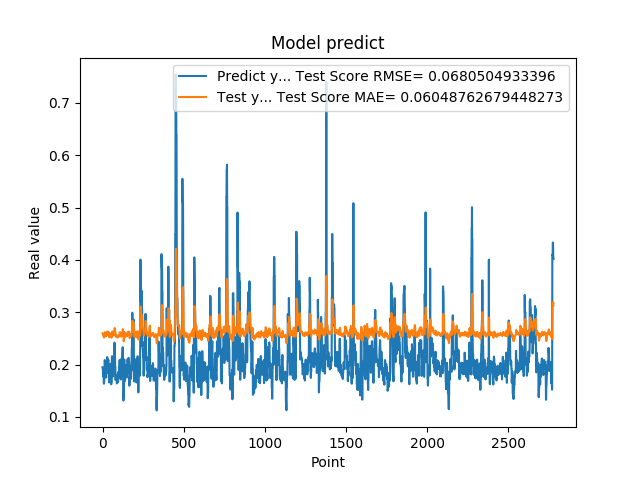 Model predict
Predict y... Test Score RMSE= 0.0680504933396
Test y... Test Score MAE= 0.06048762679448273
0.7
0.6
0.5
0.4
0.3
0.2
0.1
Real value
0 500 1000 1500 2000 2500
Point